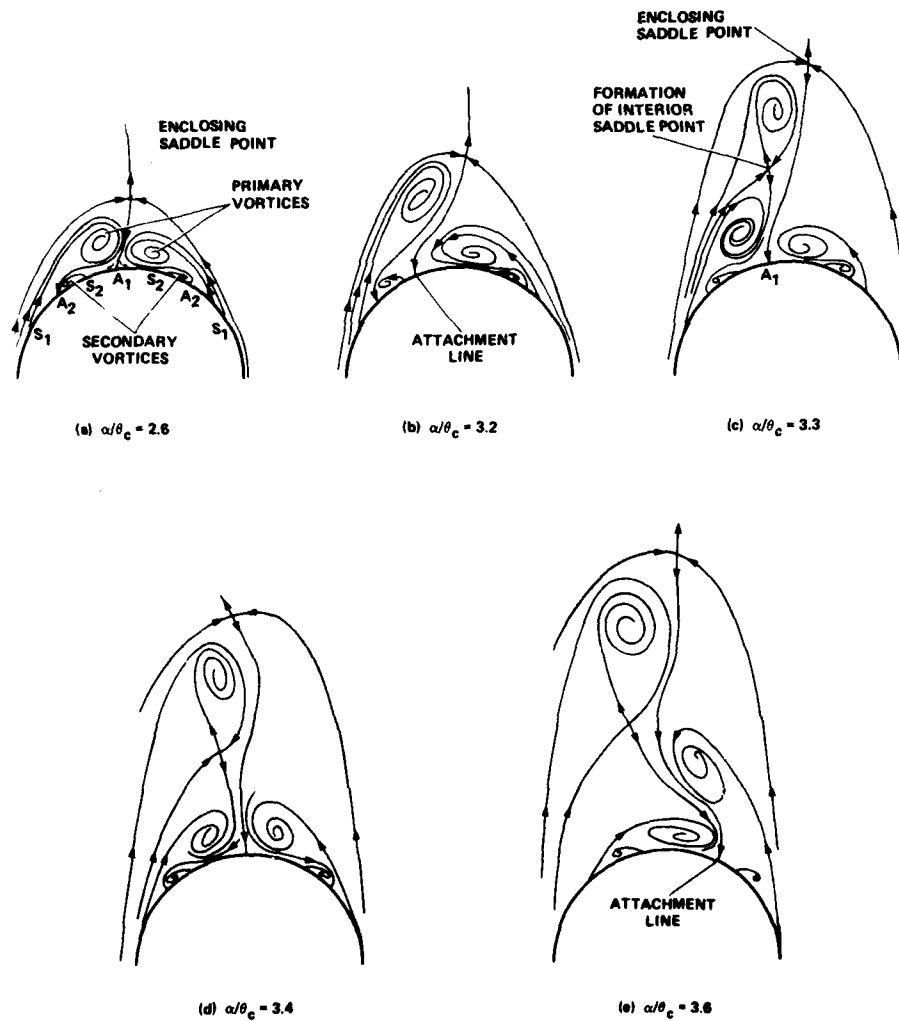 ENCLOSING
SADDLE POINT
PRIMARY
VORTICES
S₁
A₂
S₂
A₁
S₂
A₂
S₁
SECONDARY
VORTICES
(a) α/θc = 2.6
ATTACHMENT
LINE
(b) α/θc = 3.2
ENCLOSING
SADDLE POINT
FORMATION
OF INTERIOR
SADDLE POINT
A₁
(c) α/θc = 3.3
(d) α/θc = 3.4
ATTACHMENT
LINE
(e) α/θc = 3.6